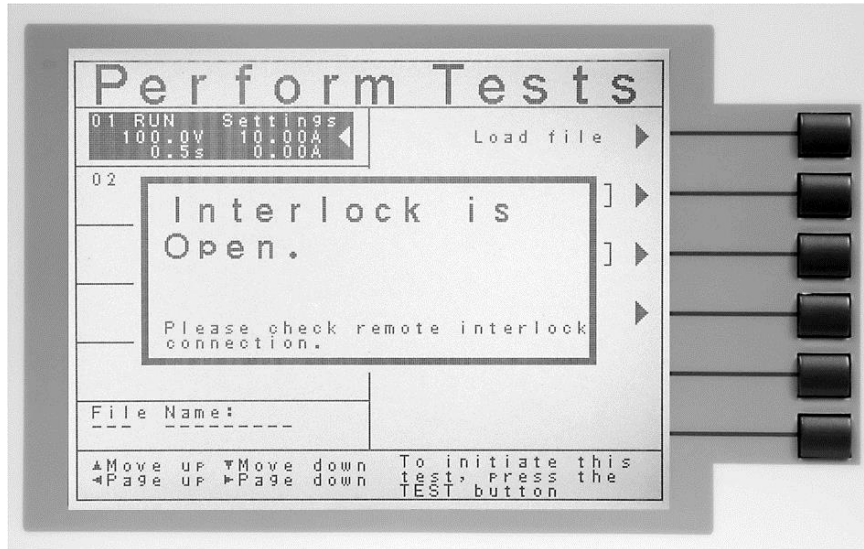 Perform Tests
01 RUN Settings
100.0V 10.00A
0.5s 0.00A
Load file
02
]
Interlock is
Open.
]
Please check remote interlock
connection.
File Name:
--- ---------
▲Move up ▼Move down
◄Page up ►Page down
To initiate this
test, press the
TEST button